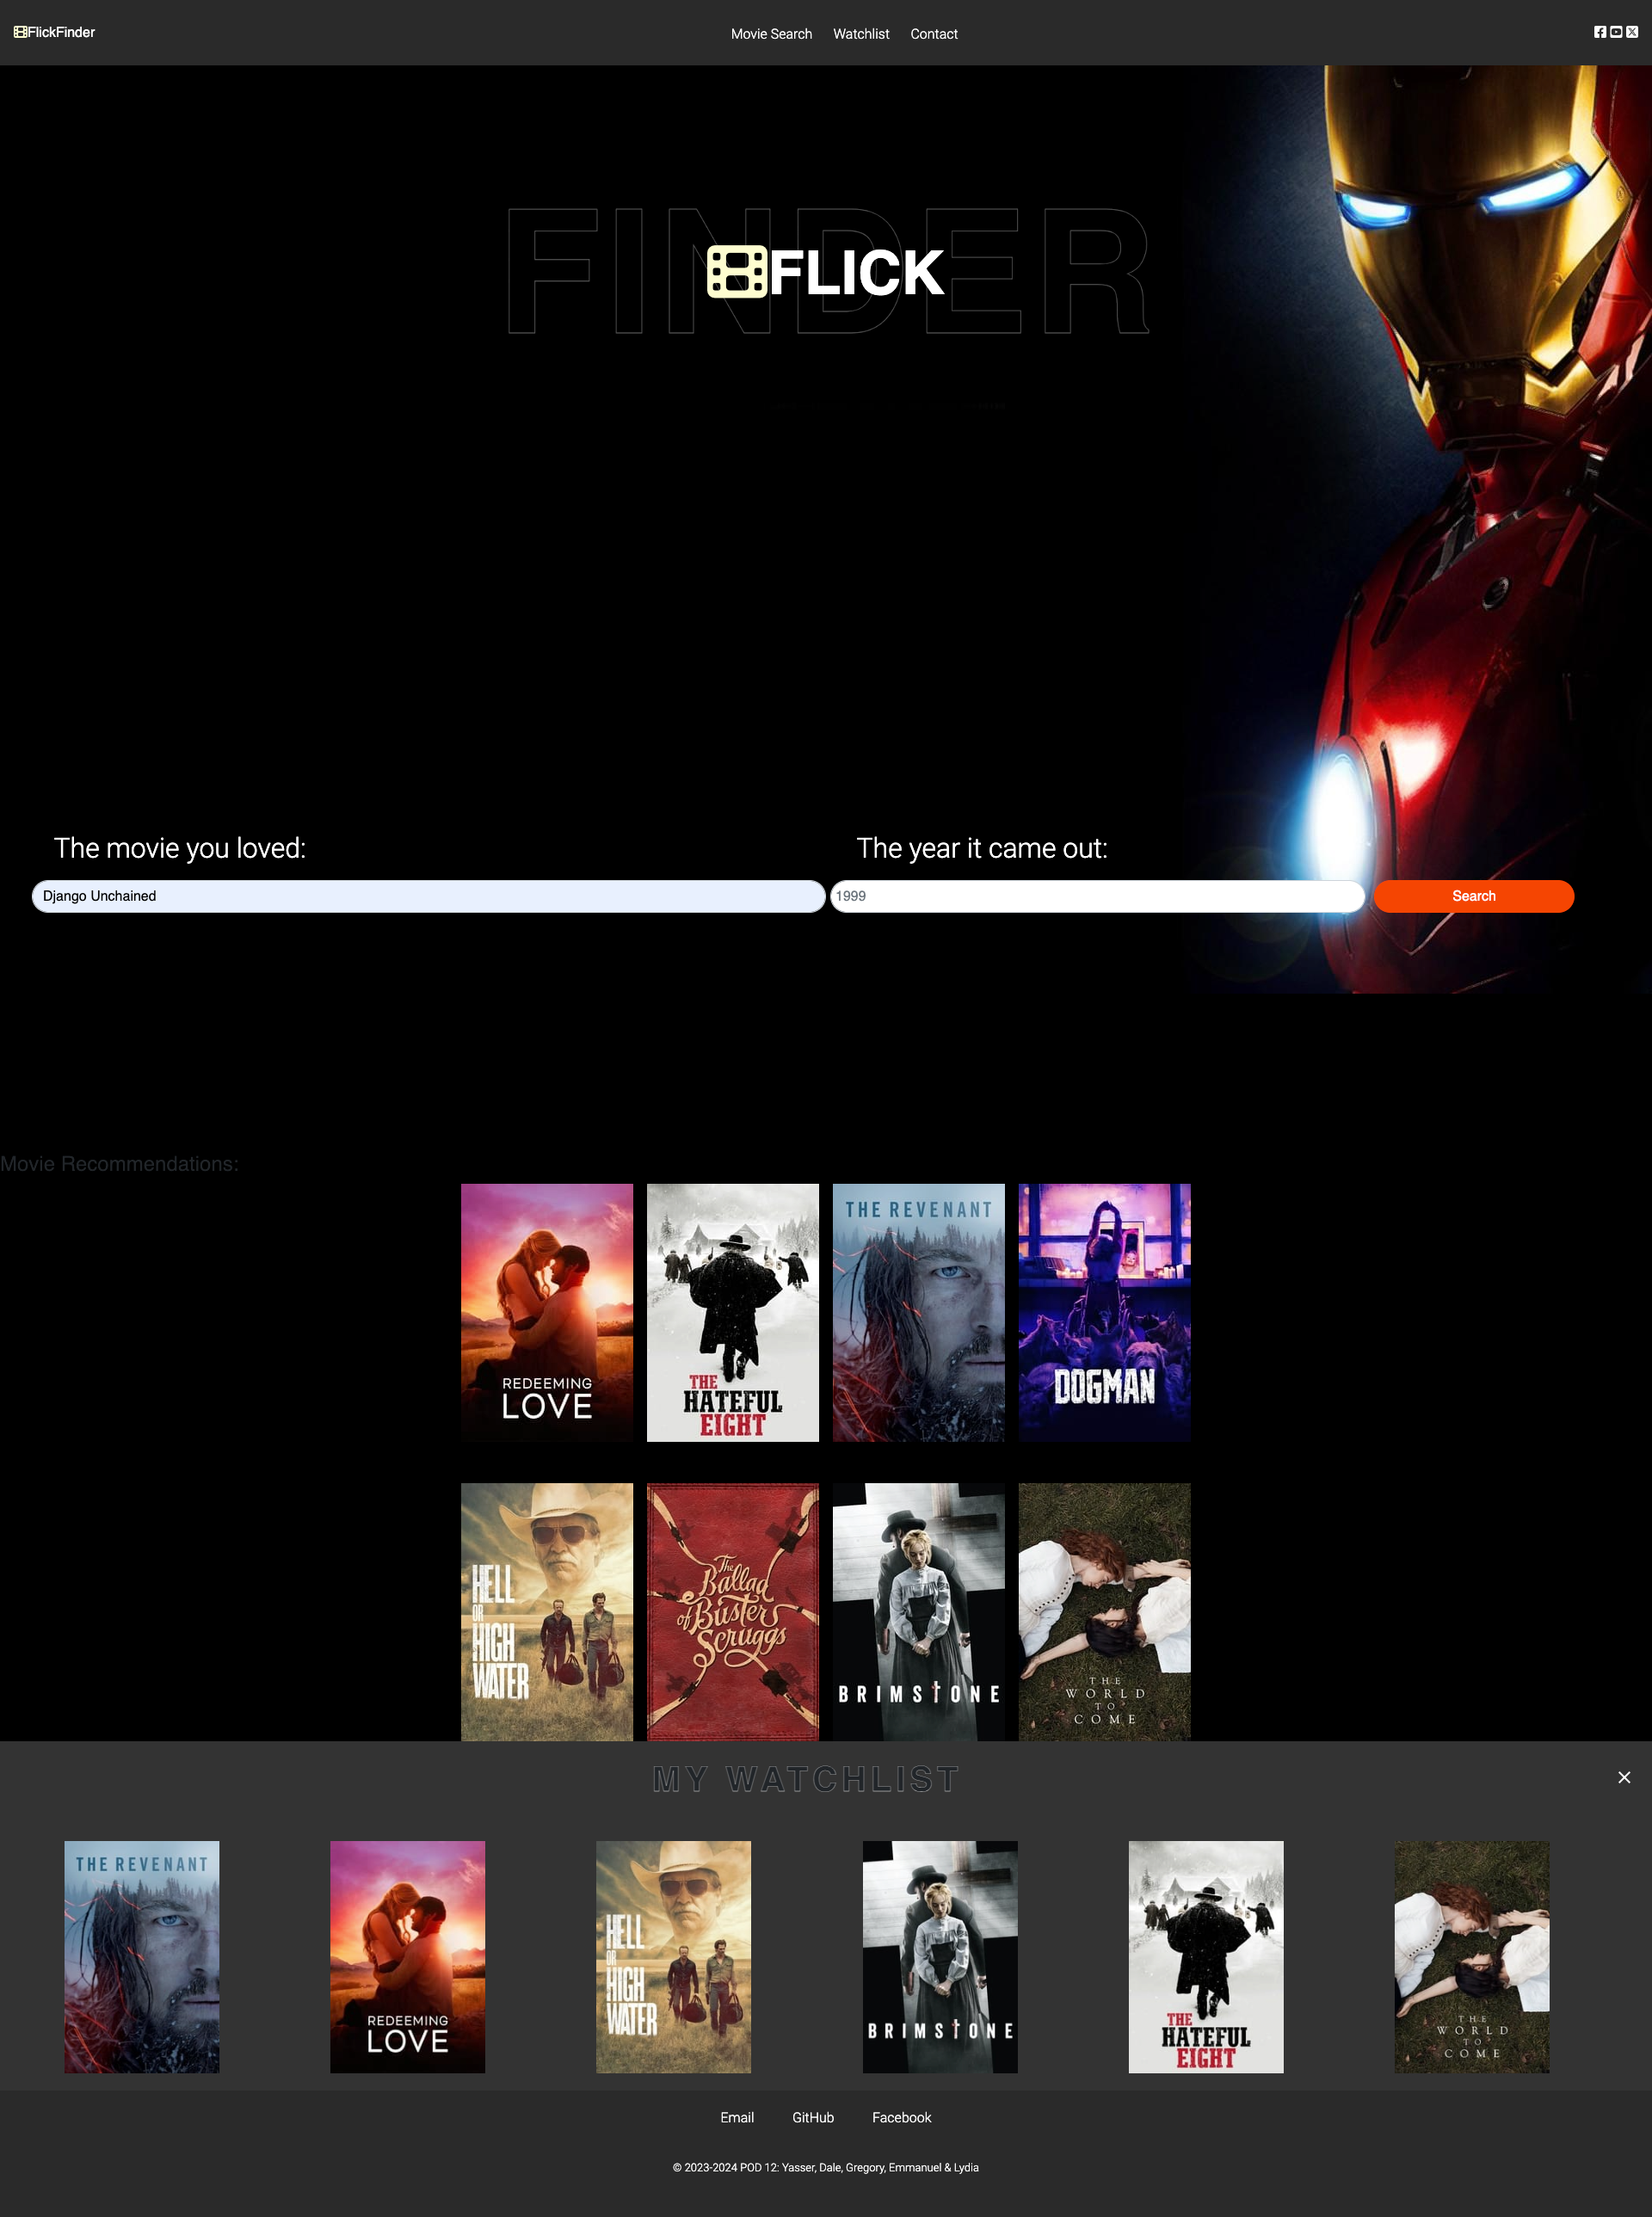 FlickFinder
Movie Search Watchlist Contact
FINDER
FLICK
The movie you loved:
The year it came out:
Django Unchained
1999
Search
Movie Recommendations:
REDEEMING
LOVE
THE
HATEFUL
EIGHT
THE REVENANT
DOGMAN
HELL
OR
HIGH
WATER
The
Ballad
of Buster
Scruggs
BRIMSTONE
THE
WORLD
TO
COME
MY WATCHLIST
THE REVENANT
REDEEMING
LOVE
HELL
OR
HIGH
WATER
BRIMSTONE
THE
HATEFUL
EIGHT
THE
WORLD
TO
COME
Email GitHub Facebook
© 2023-2024 POD 12: Yasser, Dale, Gregory, Emmanuel & Lydia